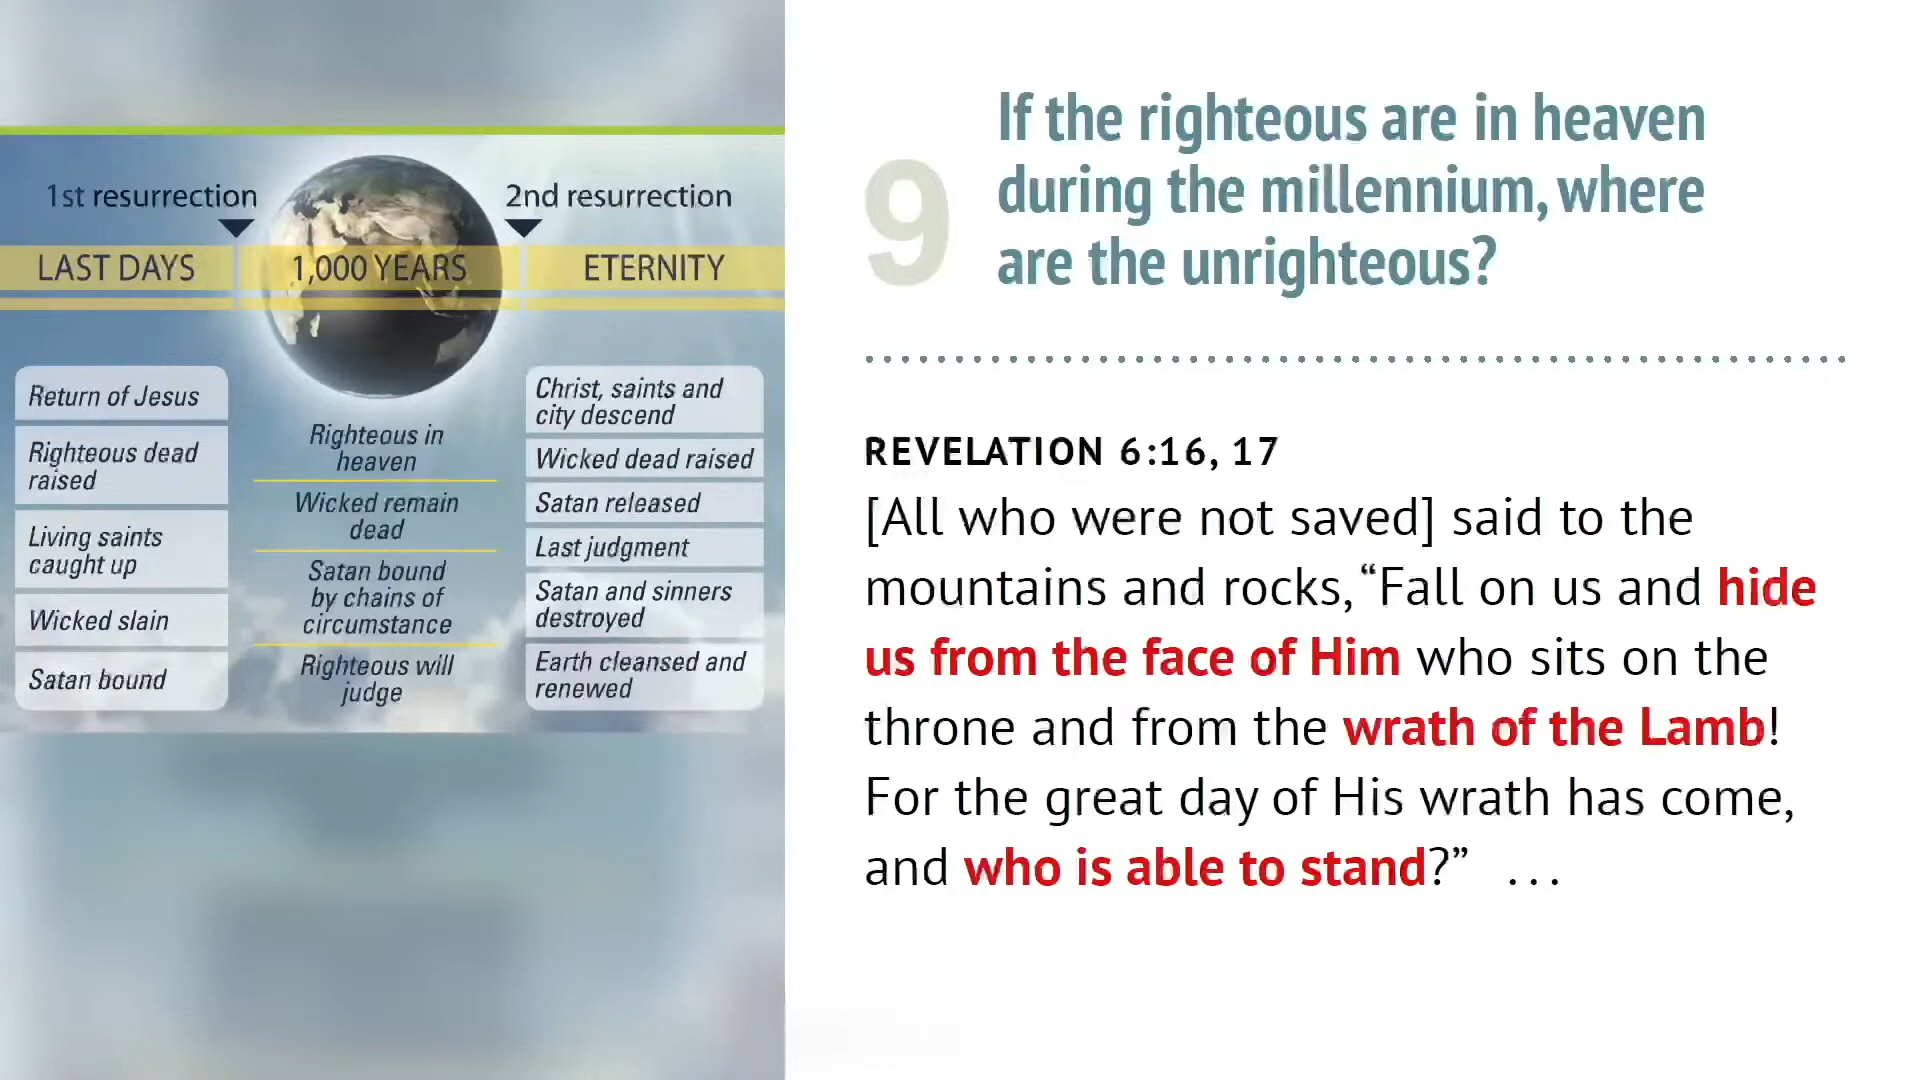 1st resurrection
2nd resurrection
LAST DAYS
1,000 YEARS
ETERNITY
Return of Jesus
Righteous dead
raised
Living saints
caught up
Wicked slain
Satan bound
Righteous in
heaven
Wicked remain
dead
Satan bound
by chains of
circumstance
Righteous will
judge
Christ, saints and
city descend
Wicked dead raised
Satan released
Last judgment
Satan and sinners
destroyed
Earth cleansed and
renewed
9
If the righteous are in heaven
during the millennium, where
are the unrighteous?
REVELATION 6:16, 17
[All who were not saved] said to the
mountains and rocks, “Fall on us and hide
us from the face of Him who sits on the
throne and from the wrath of the Lamb!
For the great day of His wrath has come,
and who is able to stand?” ...